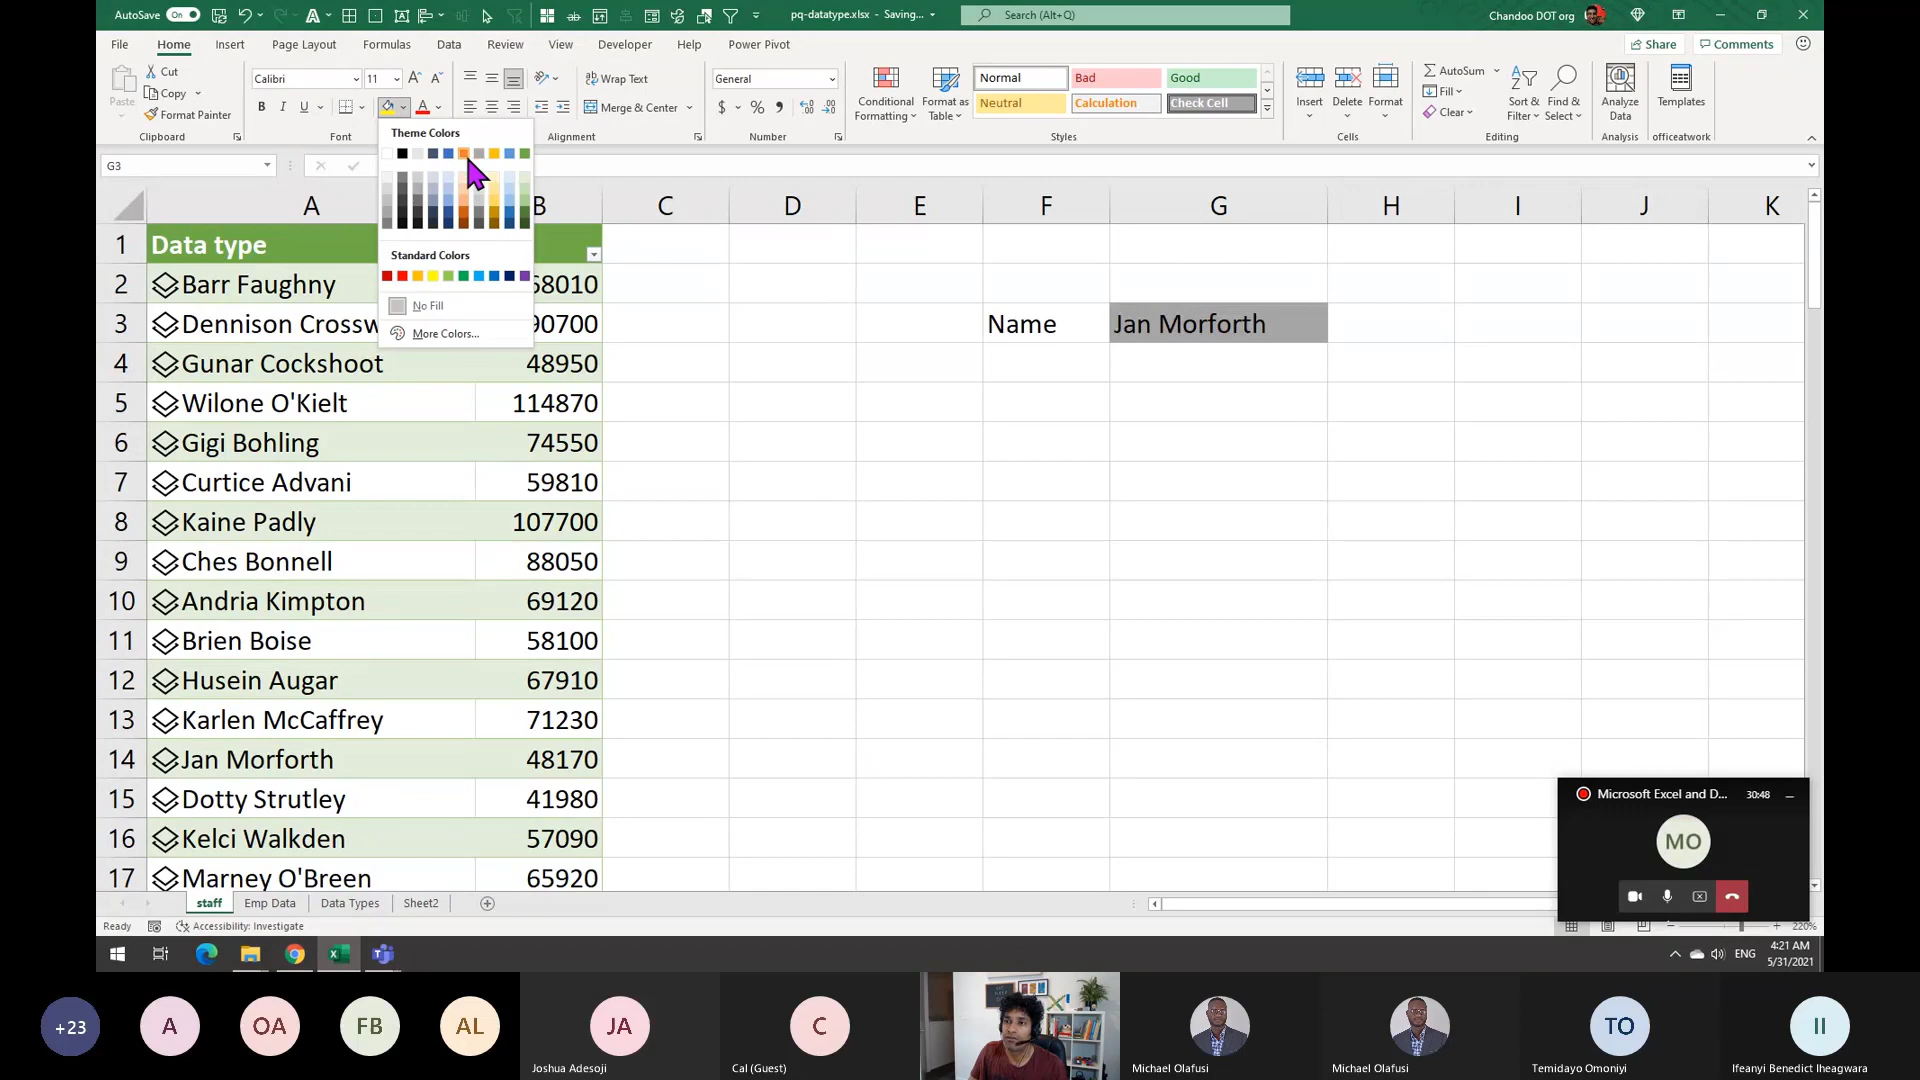 AutoSave On pq-datatype.xlsx - Saving... Search (Alt+Q) Chandoo DOT org
File Home Insert Page Layout Formulas Data Review View Developer Help Power Pivot Share Comments
Paste Cut Copy Format Painter Clipboard
Calibri 11 B I U Font
Wrap Text Merge & Center Alignment
General $ % Number
Conditional Formatting Format as Table Normal Bad Good Neutral Calculation Check Cell Styles
Insert Delete Format Cells
AutoSum Fill Clear Sort & Filter Find & Select Editing
Analyze Data Analysis
Templates officeatwork
Theme Colors
Standard Colors
No Fill
More Colors...
G3
A B C D E F G H I J K
1 Data type
2 Barr Faughny 68010
3 Dennison Crossw 90700 Name Jan Morforth
4 Gunar Cockshoot 48950
5 Wilone O'Kielt 114870
6 Gigi Bohling 74550
7 Curtice Advani 59810
8 Kaine Padly 107700
9 Ches Bonnell 88050
10 Andria Kimpton 69120
11 Brien Boise 58100
12 Husein Augar 67910
13 Karlen McCaffrey 71230
14 Jan Morforth 48170
15 Dotty Strutley 41980
16 Kelci Walkden 57090
17 Marney O'Breen 65920
Microsoft Excel and D... 30:48
MO
staff Emp Data Data Types Sheet2
Ready Accessibility: Investigate 220%
ENG 4:21 AM
5/31/2021
+23 A OA FB AL JA C TO II
Joshua Adesoji Cal (Guest) Michael Olafusi Michael Olafusi Temidayo Omoniyi Ifeanyi Benedict Iheagwara